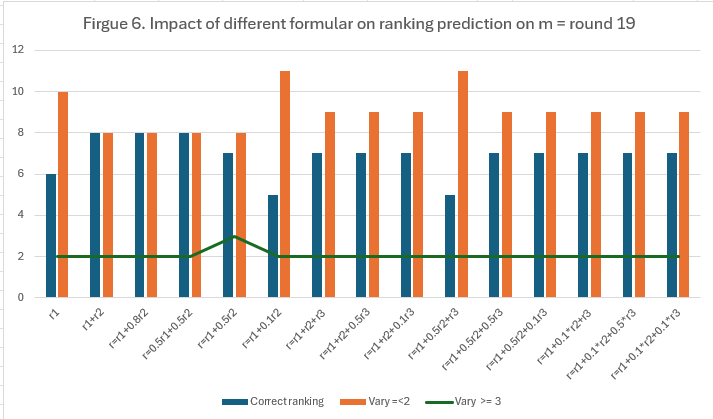 Firgue 6. Impact of different formular on ranking prediction on m = round 19
12
10
8
6
4
2
0
r1
r1+r2
r=r1+0.8r2
r=0.5r1+0.5r2
r=r1+0.5r2
r=r1+0.1r2
r=r1+r2+r3
r=r1+r2+0.5r3
r=r1+r2+0.1r3
r=r1+0.5r2+r3
r=r1+0.5r2+0.5r3
r=r1+0.5r2+0.1r3
r=r1+0.1*r2+r3
r=r1+0.1*r2+0.5*r3
r=r1+0.1*r2+0.1*r3
Correct ranking
Vary =<2
Vary >= 3